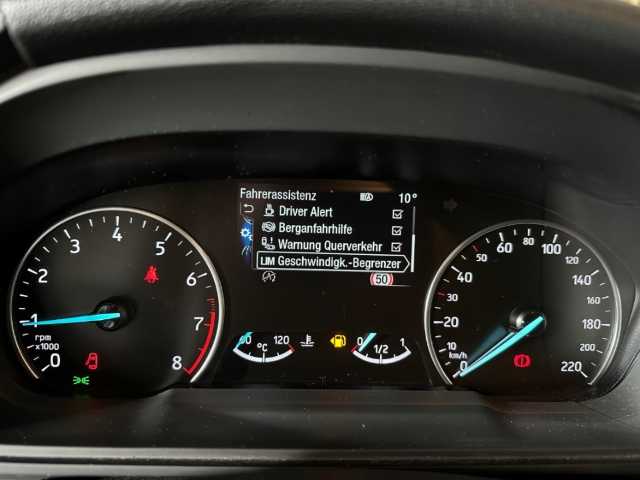 Fahrerassistenz 10°
Driver Alert
Berganfahrhilfe
Warnung Querverkehr
LIM Geschwindigk.-Begrenzer
50
0 1 2 3 4 5 6 7 8
rpm
x1000
60 120
°C
0 1/2 1
0 10 20 30 40 50 60 80 100 120 140 160 180 200 220
km/h